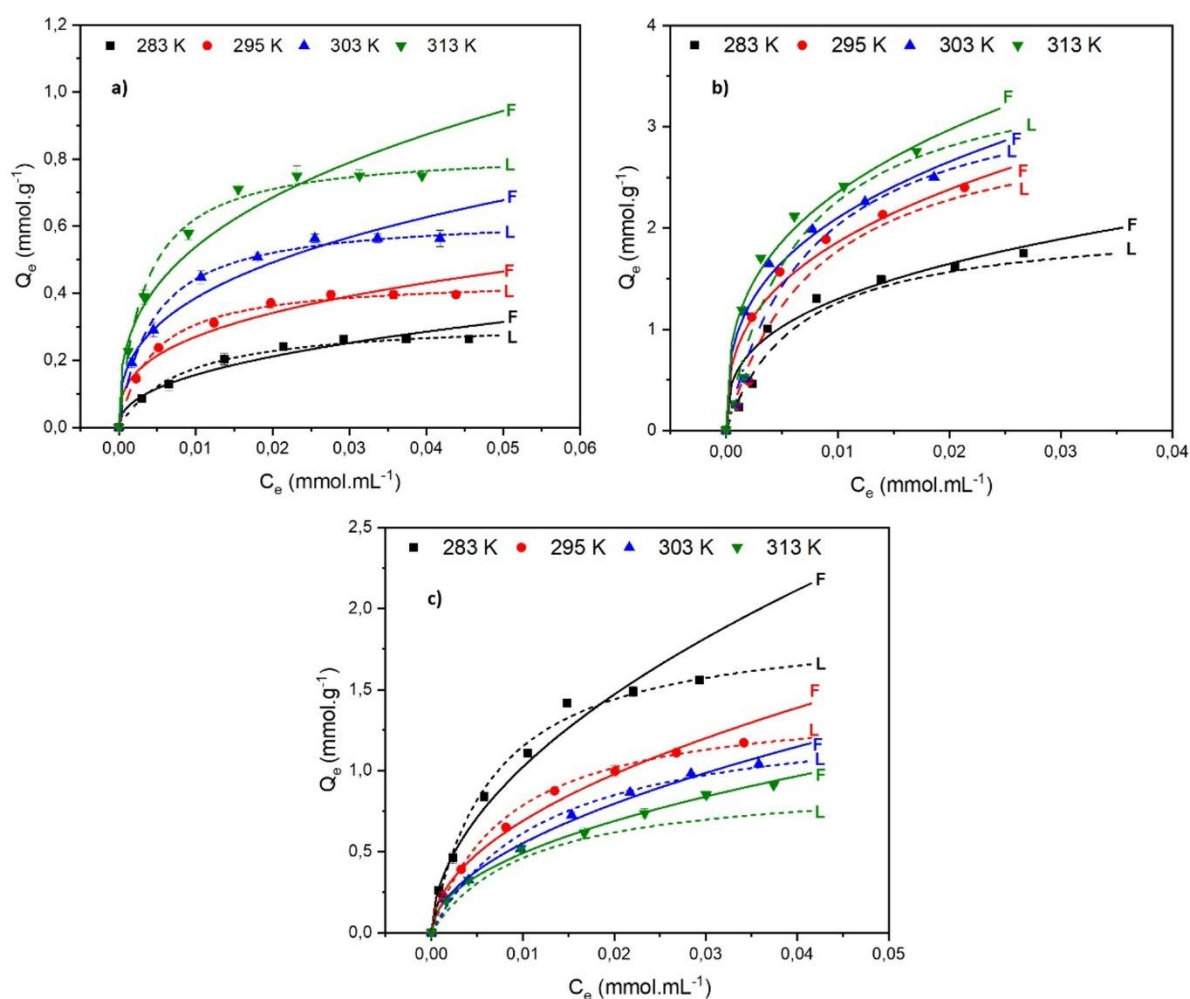 1,2
283 K 295 K 303 K 313 K
a)
1,0
F
0,8
L
F
0,6
L
F
0,4
L
F
0,2
L
0,0
0,00 0,01 0,02 0,03 0,04 0,05 0,06
Qe (mmol.g-1)
Ce (mmol.mL-1)
4
283 K 295 K 303 K 313 K
b)
F
L
F
3
L
F
L
2
F
L
1
0
0,00 0,01 0,02 0,03 0,04
Qe (mmol.g-1)
Ce (mmol.mL-1)
2,5
283 K 295 K 303 K 313 K
c)
F
2,0
L
1,5
F
L
F
L
1,0
F
L
0,5
0,0
0,00 0,01 0,02 0,03 0,04 0,05
Qe (mmol.g-1)
Ce (mmol.mL-1)